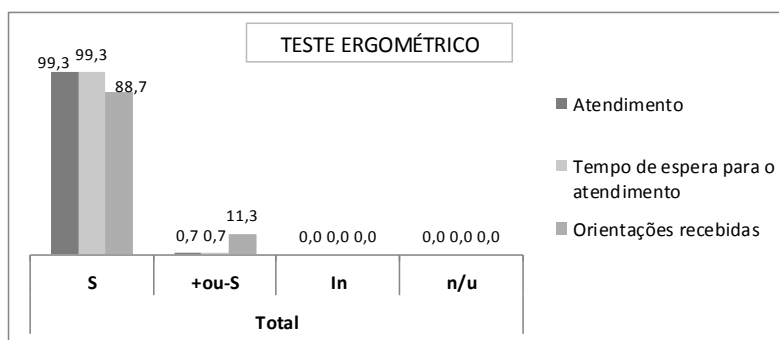 TESTE ERGOMÉTRICO
99,3 99,3
88,7
0,7 0,7
11,3
0,0 0,0 0,0
0,0 0,0 0,0
S
+ou-S
In
n/u
Total
Atendimento
Tempo de espera para o
atendimento
Orientações recebidas